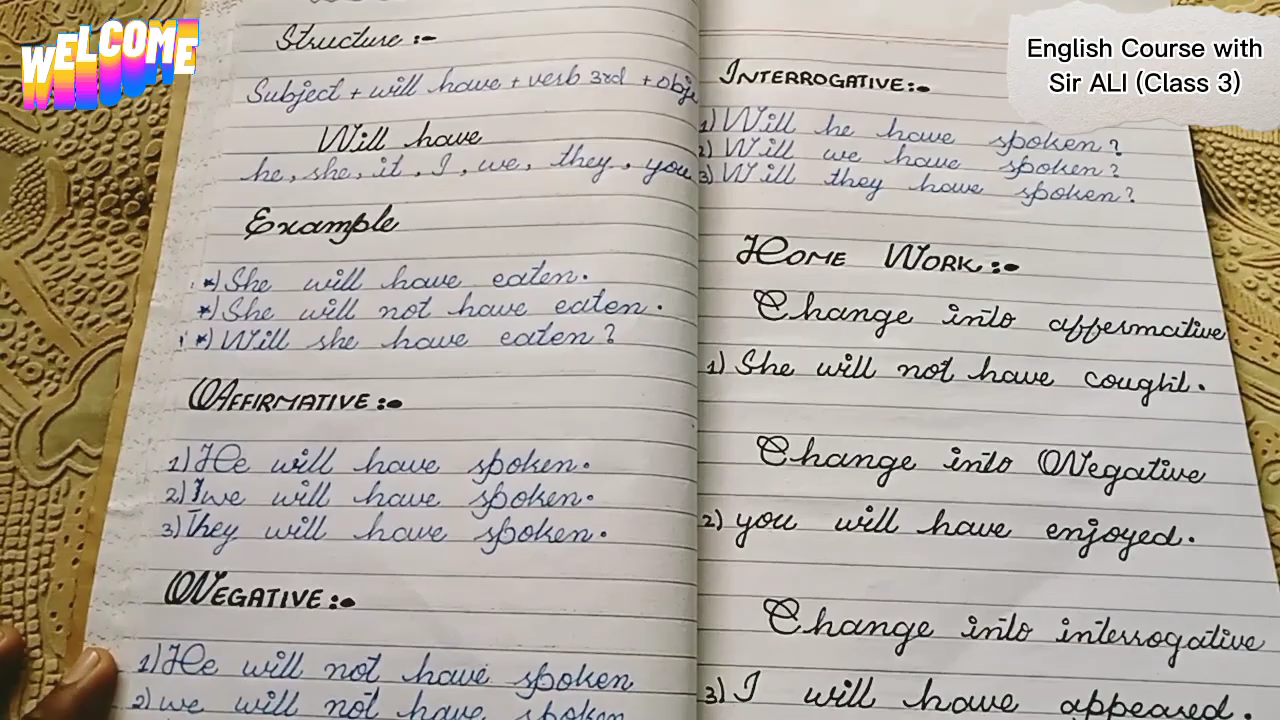 WELCOME
English Course with
Sir ALI (Class 3)
Structure :-
Subject + will have + verb 3rd + obje
Will have
he, she, it, I, we, they, you
Example
*) She will have eaten.
*) She will not have eaten.
*) Will she have eaten?
AFFIRMATIVE :-
1) He will have spoken.
2) we will have spoken.
3) They will have spoken.
NEGATIVE :-
1) He will not have spoken
2) we will not have spoken
INTERROGATIVE :-
1) Will he have spoken?
2) Will we have spoken?
3) Will they have spoken?
HOME WORK :-
Change into affermative
1) She will not have cought.
Change into Negative
2) you will have enjoyed.
Change into interrogative
3) I will have appeared.